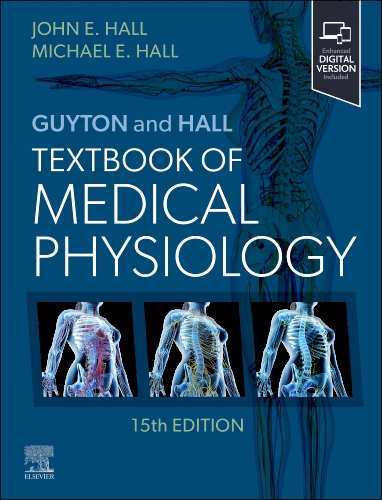 JOHN E. HALL
MICHAEL E. HALL
Enhanced
DIGITAL
VERSION
Included
GUYTON and HALL
TEXTBOOK OF
MEDICAL
PHYSIOLOGY
15th EDITION
ELSEVIER